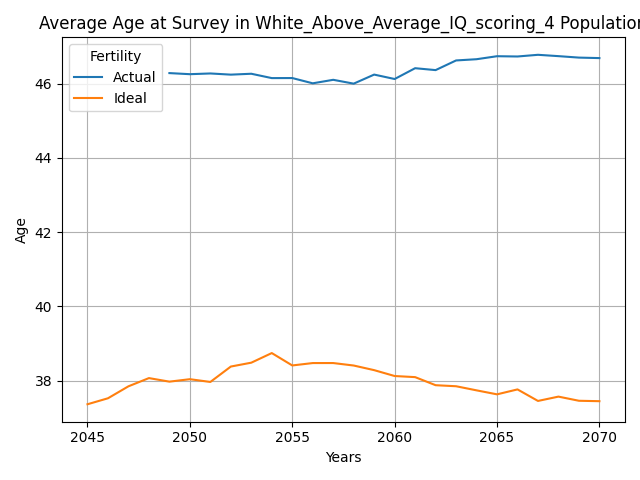 Average Age at Survey in White_Above_Average_IQ_scoring_4 Population
Fertility
Actual
Ideal
Age
46
44
42
40
38
2045
2050
2055
2060
2065
2070
Years